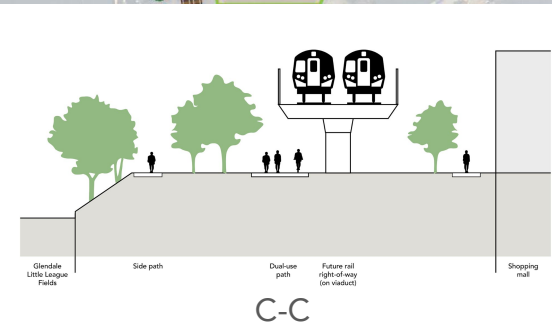 Glendale
Little League
Fields
Side path
Dual-use
path
Future rail
right-of-way
(on viaduct)
Shopping
mall
C-C